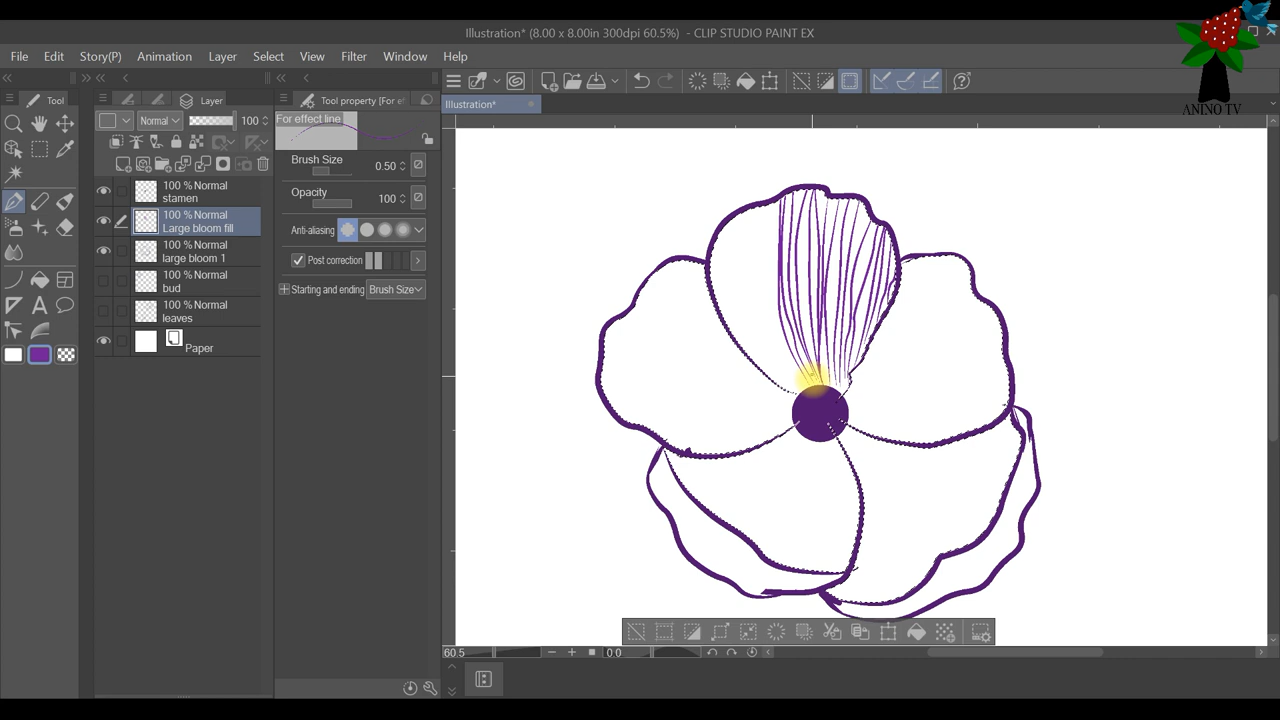 Illustration* (8.00 x 8.00in 300dpi 60.5%) - CLIP STUDIO PAINT EX
File Edit Story(P) Animation Layer Select View Filter Window Help
ANINO TV
Tool
Layer
Tool property [For ef
Illustration*
Normal
100
For effect line
Brush Size
0.50
Opacity
100
Anti-aliasing
Post correction
Starting and ending
Brush Size
100 % Normal
stamen
100 % Normal
Large bloom fill
100 % Normal
large bloom 1
100 % Normal
bud
100 % Normal
leaves
Paper
60.5
0.0